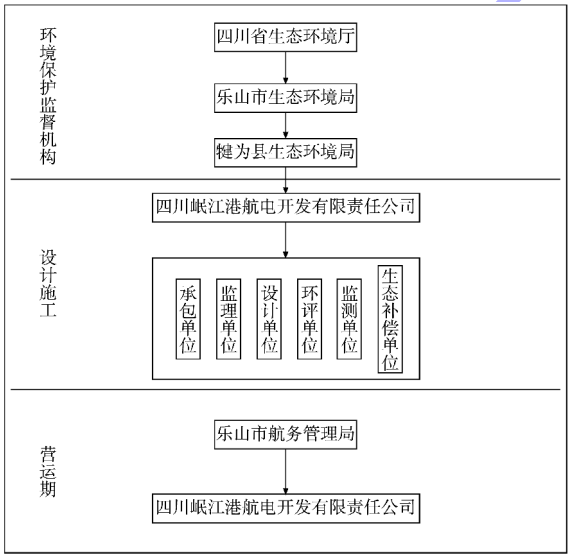 环境保护监督机构
四川省生态环境厅
乐山市生态环境局
犍为县生态环境局
设计施工
四川岷江港航电开发有限责任公司
承包单位
监理单位
设计单位
环评单位
监测单位
生态补偿单位
营运期
乐山市航务管理局
四川岷江港航电开发有限责任公司